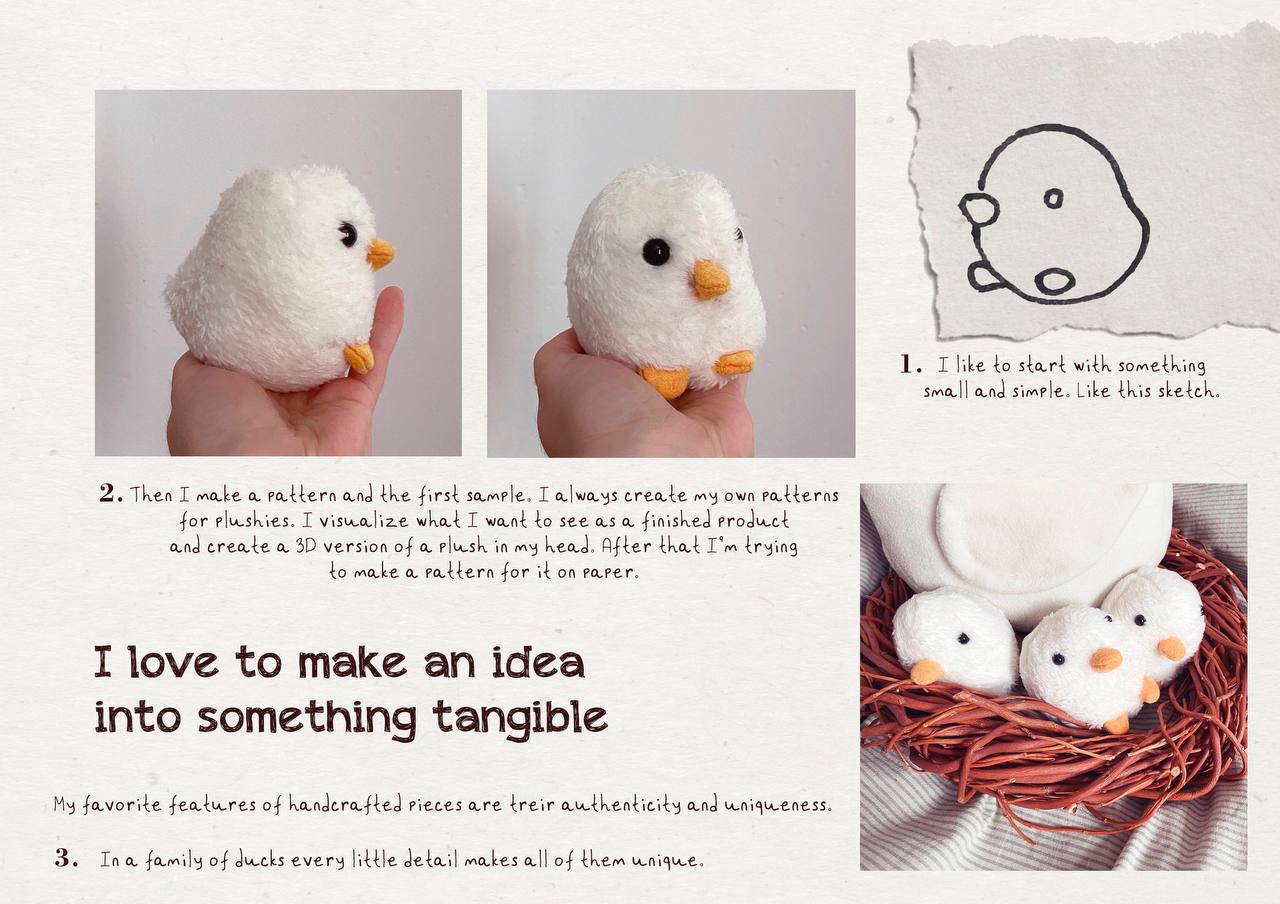 1. I like to start with something
small and simple. Like this sketch.
2. Then I make a pattern and the first sample. I always create my own patterns
for plushies. I visualize what I want to see as a finished product
and create a 3D version of a plush in my head. After that I'm trying
to make a pattern for it on paper.
I love to make an idea
into something tangible
My favorite features of handcrafted pieces are treir authenticity and uniqueness.
3. In a family of ducks every little detail makes all of them unique.